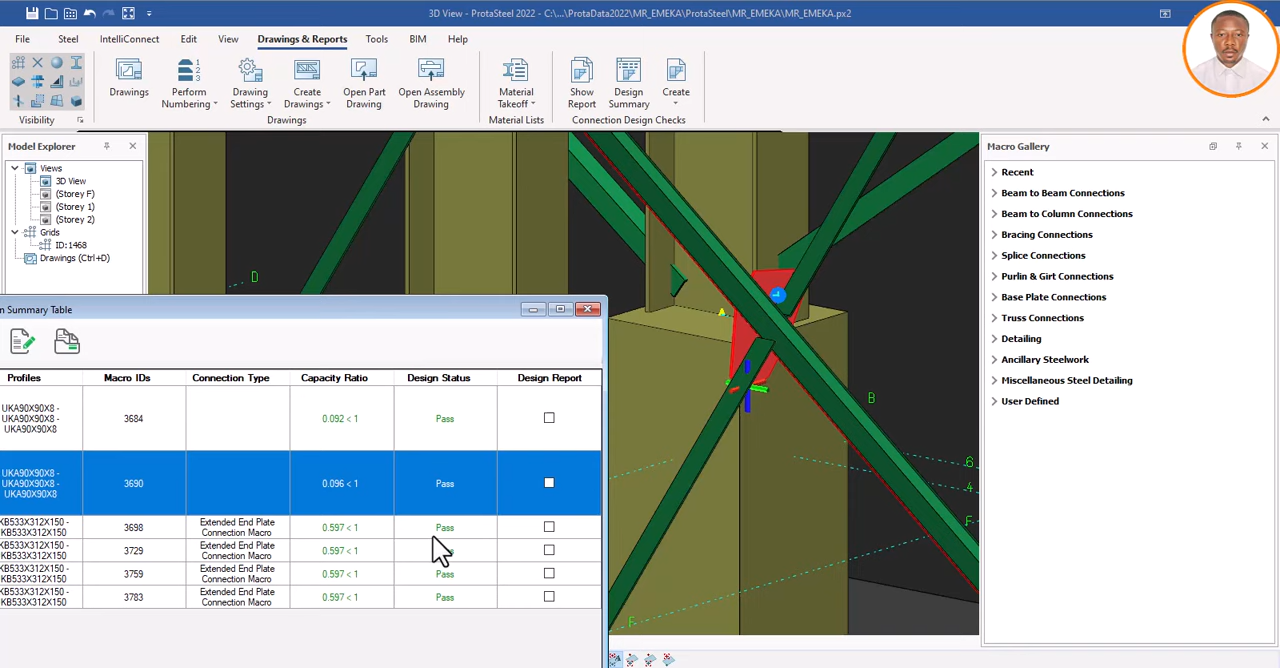 3D View - ProtaSteel 2022 - C:\...\ProtaData2022\MR_EMEKA\ProtaSteel\MR_EMEKA\MR_EMEKA.px2
File Steel IntelliConnect Edit View Drawings & Reports Tools BIM Help
Drawings
Perform
Numbering
Drawing
Settings
Create
Drawings
Open Part
Drawing
Open Assembly
Drawing
Material
Takeoff
Show
Report
Design
Summary
Create
Visibility
Drawings
Material Lists
Connection Design Checks
Model Explorer
Views
3D View
(Storey F)
(Storey 1)
(Storey 2)
Grids
ID:1468
Drawings (Ctrl+D)
D
B
6
4
F
F
n Summary Table
Profiles Macro IDs Connection Type Capacity Ratio Design Status Design Report
UKA90X90X8 -
UKA90X90X8 -
UKA90X90X8
3684 0.092 < 1 Pass
UKA90X90X8 -
UKA90X90X8 -
UKA90X90X8
3690 0.096 < 1 Pass
KB533X312X150 -
KB533X312X150
3698
Extended End Plate
Connection Macro
0.597 < 1 Pass
KB533X312X150 -
KB533X312X150
3729
Extended End Plate
Connection Macro
0.597 < 1
KB533X312X150 -
KB533X312X150
3759
Extended End Plate
Connection Macro
0.597 < 1 Pass
KB533X312X150 -
KB533X312X150
3783
Extended End Plate
Connection Macro
0.597 < 1 Pass
Macro Gallery
Recent
Beam to Beam Connections
Beam to Column Connections
Bracing Connections
Splice Connections
Purlin & Girt Connections
Base Plate Connections
Truss Connections
Detailing
Ancillary Steelwork
Miscellaneous Steel Detailing
User Defined